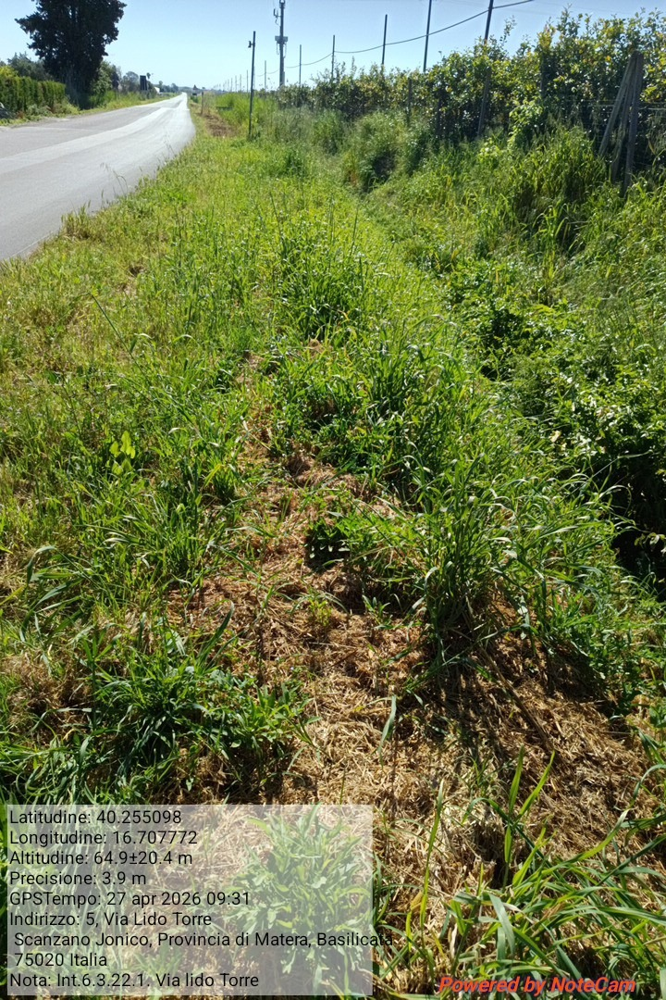 Latitudine: 40.255098
Longitudine: 16.707772
Altitudine: 64.9±20.4 m
Precisione: 3.9 m
GPSTempo: 27 apr 2026 09:31
Indirizzo: 5, Via Lido Torre
Scanzano Jonico, Provincia di Matera, Basilicata
75020 Italia
Nota: Int.6.3.22.1. Via lido Torre
Powered by NoteCam